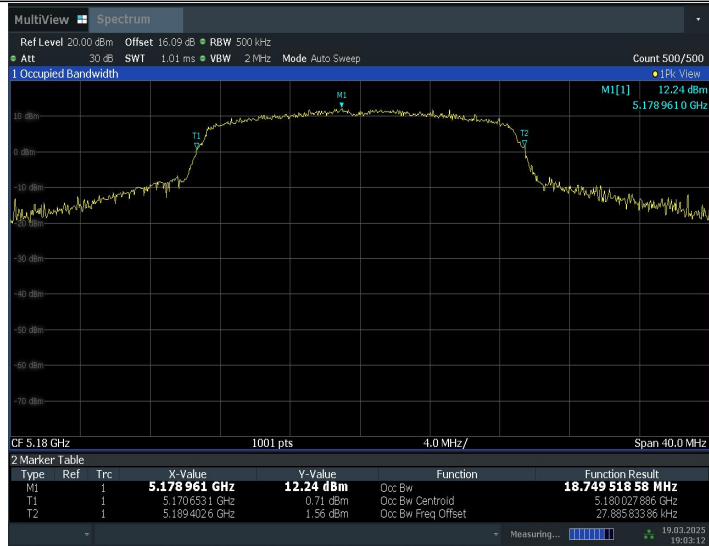 MultiView Spectrum
Ref Level 20.00 dBm Offset 16.09 dB RBW 500 kHz
Att 30 dB SWT 1.01 ms VBW 2 MHz Mode Auto Sweep Count 500/500
1 Occupied Bandwidth 1Pk View
M1[1] 12.24 dBm
5.178 9610 GHz
M1
10 dBm
T1
T2
0 dBm
-10 dBm
-20 dBm
-30 dBm
-40 dBm
-50 dBm
-60 dBm
-70 dBm
CF 5.18 GHz 1001 pts 4.0 MHz/ Span 40.0 MHz
2 Marker Table
Type Ref Trc X-Value Y-Value Function Function Result
M1 1 5.178 961 GHz 12.24 dBm Occ Bw 18.749 518 58 MHz
T1 1 5.170 6531 GHz 0.71 dBm Occ Bw Centroid 5.180 027 886 GHz
T2 1 5.189 4026 GHz 1.56 dBm Occ Bw Freq Offset 27.885 833 86 kHz
Measuring... 19.03.2025
19:03:12